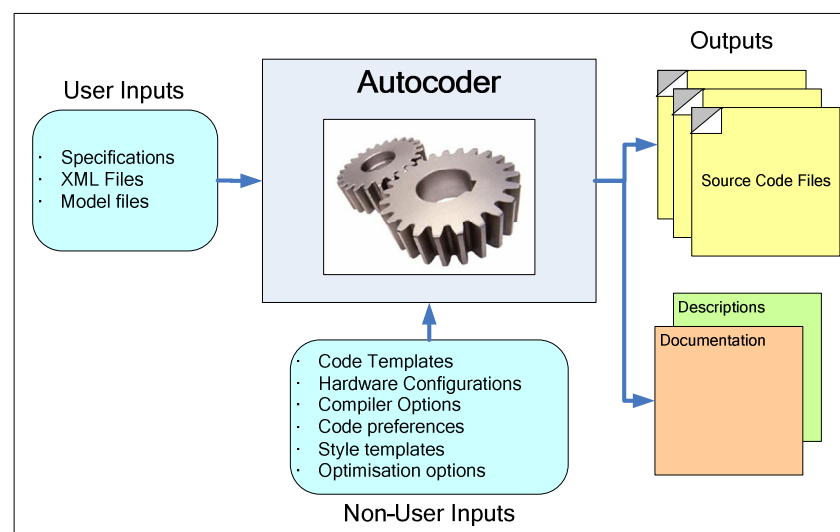 User Inputs
· Specifications
· XML Files
· Model files
Autocoder
Outputs
Source Code Files
Descriptions
Documentation
· Code Templates
· Hardware Configurations
· Compiler Options
· Code preferences
· Style templates
· Optimisation options
Non-User Inputs